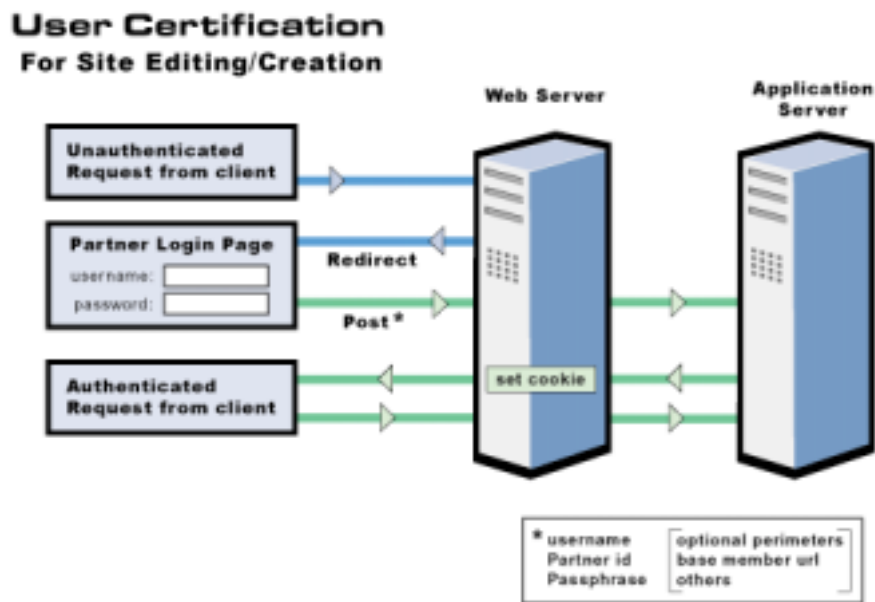 User Certification
For Site Editing/Creation
Web Server
Application
Server
Unauthenticated
Request from client
Partner Login Page
username:
password:
Redirect
Post*
Authenticated
Request from client
set cookie
* username
Partner id
Passphrase
optional perimeters
base member url
others